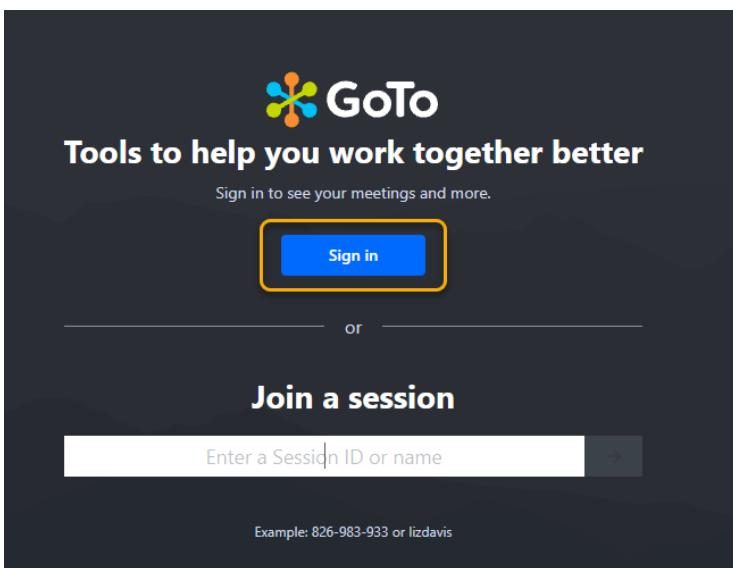 GoTo
Tools to help you work together better
Sign in to see your meetings and more.
Sign in
or
Join a session
Enter a Session ID or name
Example: 826-983-933 or lizdavis